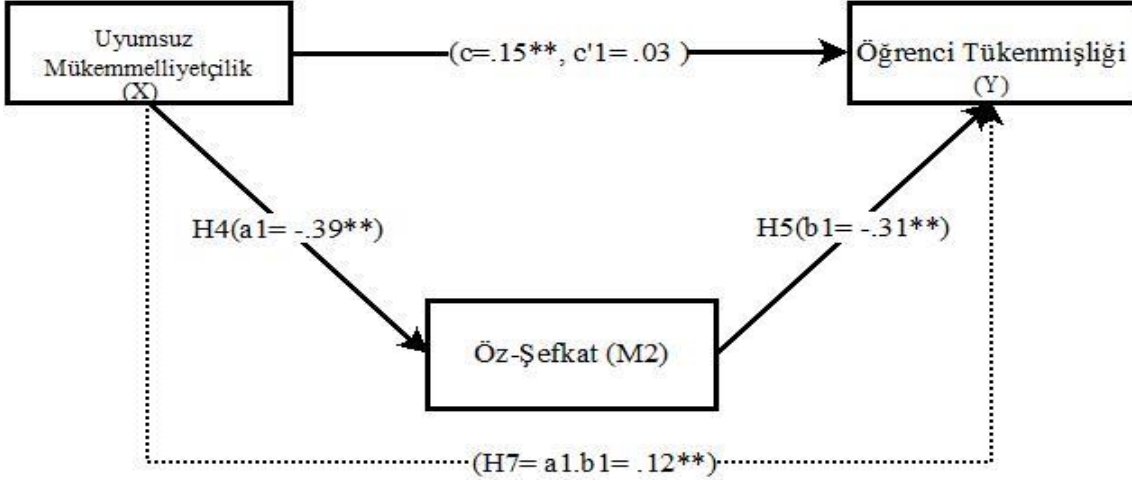 Uyumsuz
Mükemmelliyetçilik
(X)
(c=.15**, c'1= .03 )
Öğrenci Tükenmişliği
(Y)
H4(a1= -.39**)
H5(b1= -.31**)
Öz-Şefkat (M2)
(H7= a1.b1= .12**)